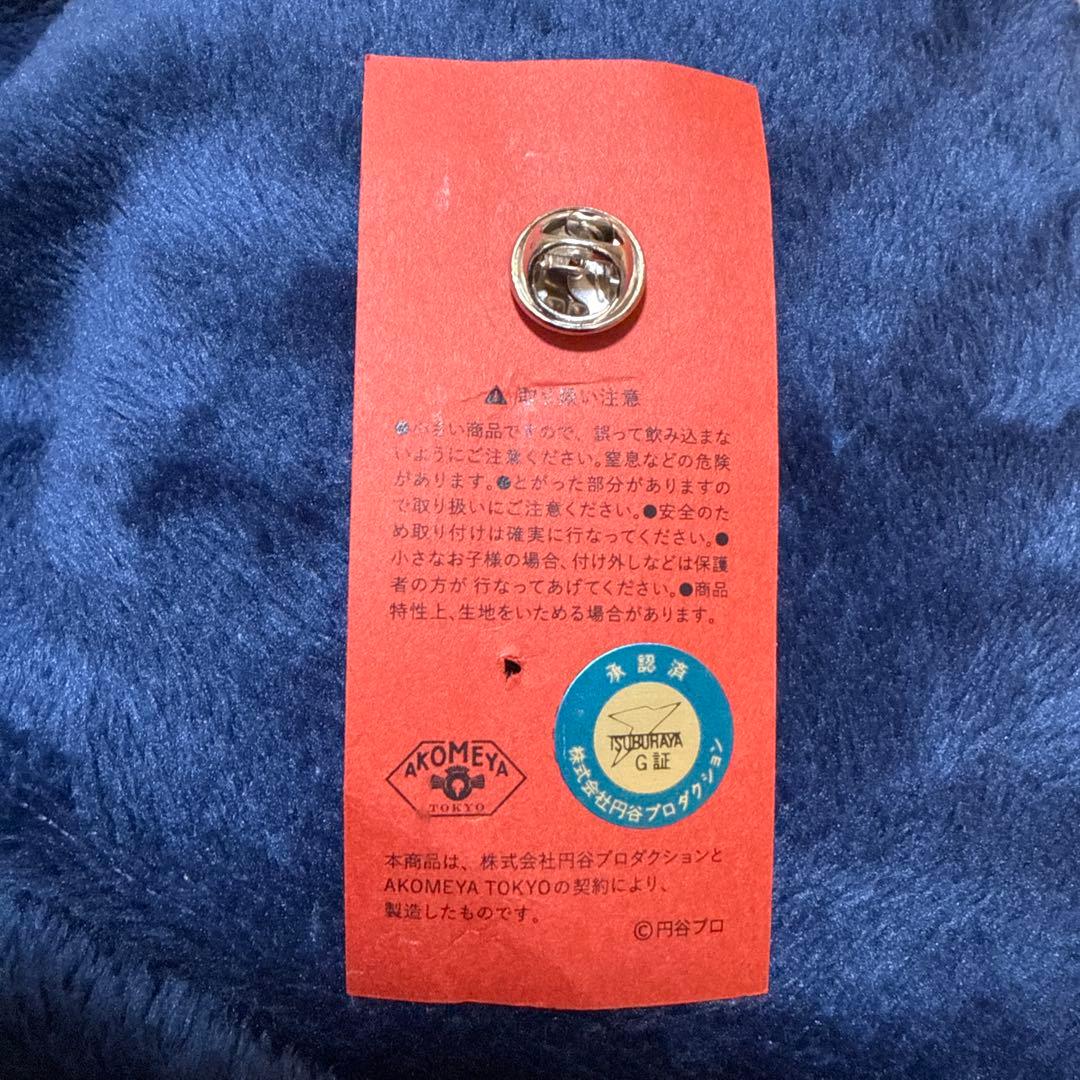 取り扱い注意
●小さい商品ですので、誤って飲み込まな
いようにご注意ください。窒息などの危険
があります。●とがった部分がありますの
で取り扱いにご注意ください。●安全のた
め取り付けは確実に行なってください。●
小さなお子様の場合、付け外しなどは保護
者の方が 行なってあげてください。●商品
特性上、生地をいためる場合があります。
承認済
TSUBURAYA
G証
株式会社円谷プロダクション
AKOMEYA
TOKYO
本商品は、株式会社円谷プロダクションと
AKOMEYA TOKYOの契約により、
製造したものです。
©円谷プロ